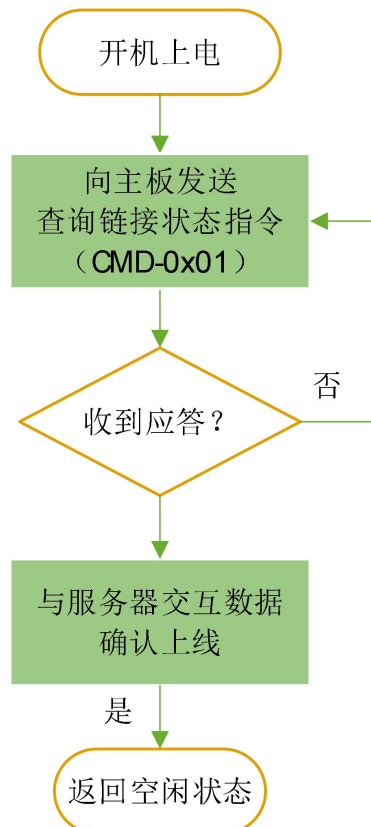 开机上电
向主板发送
查询链接状态指令
（CMD-0x01）
收到应答？
否
与服务器交互数据
确认上线
是
返回空闲状态